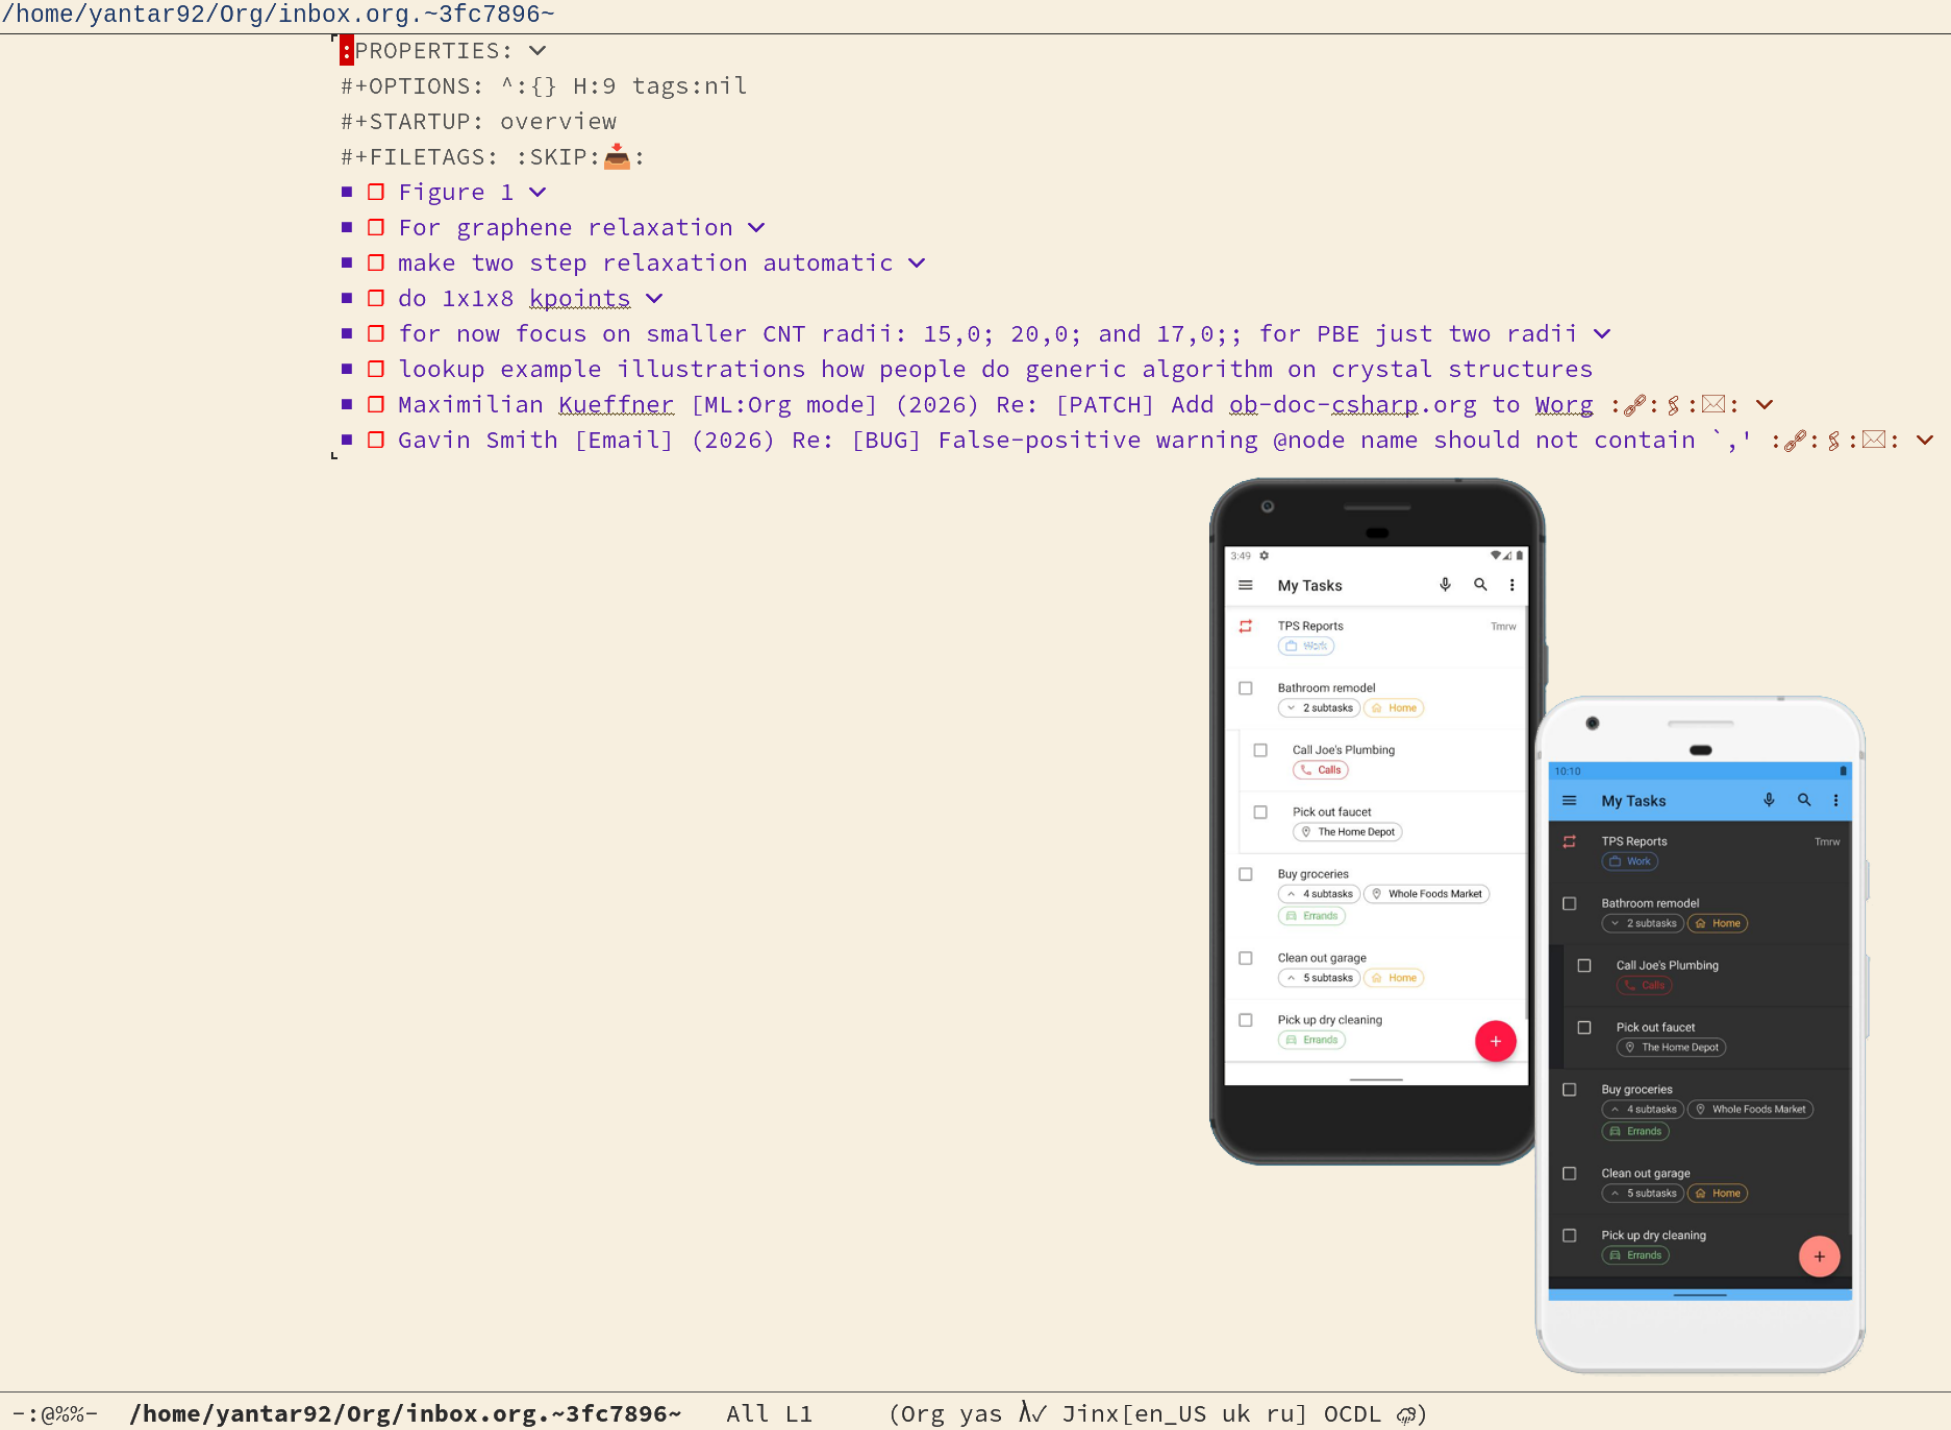 /home/yantar92/Org/inbox.org.~3fc7896~
:PROPERTIES:
#+OPTIONS: ^:{} H:9 tags:nil
#+STARTUP: overview
#+FILETAGS: :SKIP:📥:
Figure 1
For graphene relaxation
make two step relaxation automatic
do 1x1x8 kpoints
for now focus on smaller CNT radii: 15,0; 20,0; and 17,0;; for PBE just two radii
lookup example illustrations how people do generic algorithm on crystal structures
Maximilian Kueffner [ML:Org mode] (2026) Re: [PATCH] Add ob-doc-csharp.org to Worg :🔗:§:✉:
Gavin Smith [Email] (2026) Re: [BUG] False-positive warning @node name should not contain `,' :🔗:§:✉:
3:49
My Tasks
TPS Reports Tmrw
Bathroom remodel
2 subtasks Home
Call Joe's Plumbing
Calls
Pick out faucet
The Home Depot
Buy groceries
4 subtasks Whole Foods Market
Errands
Clean out garage
5 subtasks Home
Pick up dry cleaning
Errands
+
10:10
My Tasks
TPS Reports Tmrw
Work
Bathroom remodel
2 subtasks Home
Call Joe's Plumbing
Calls
Pick out faucet
The Home Depot
Buy groceries
4 subtasks Whole Foods Market
Errands
Clean out garage
5 subtasks Home
Pick up dry cleaning
Errands
+
-:@%%- /home/yantar92/Org/inbox.org.~3fc7896~ All L1 (Org yas λ✓ Jinx[en_US uk ru] OCDL 🌩)